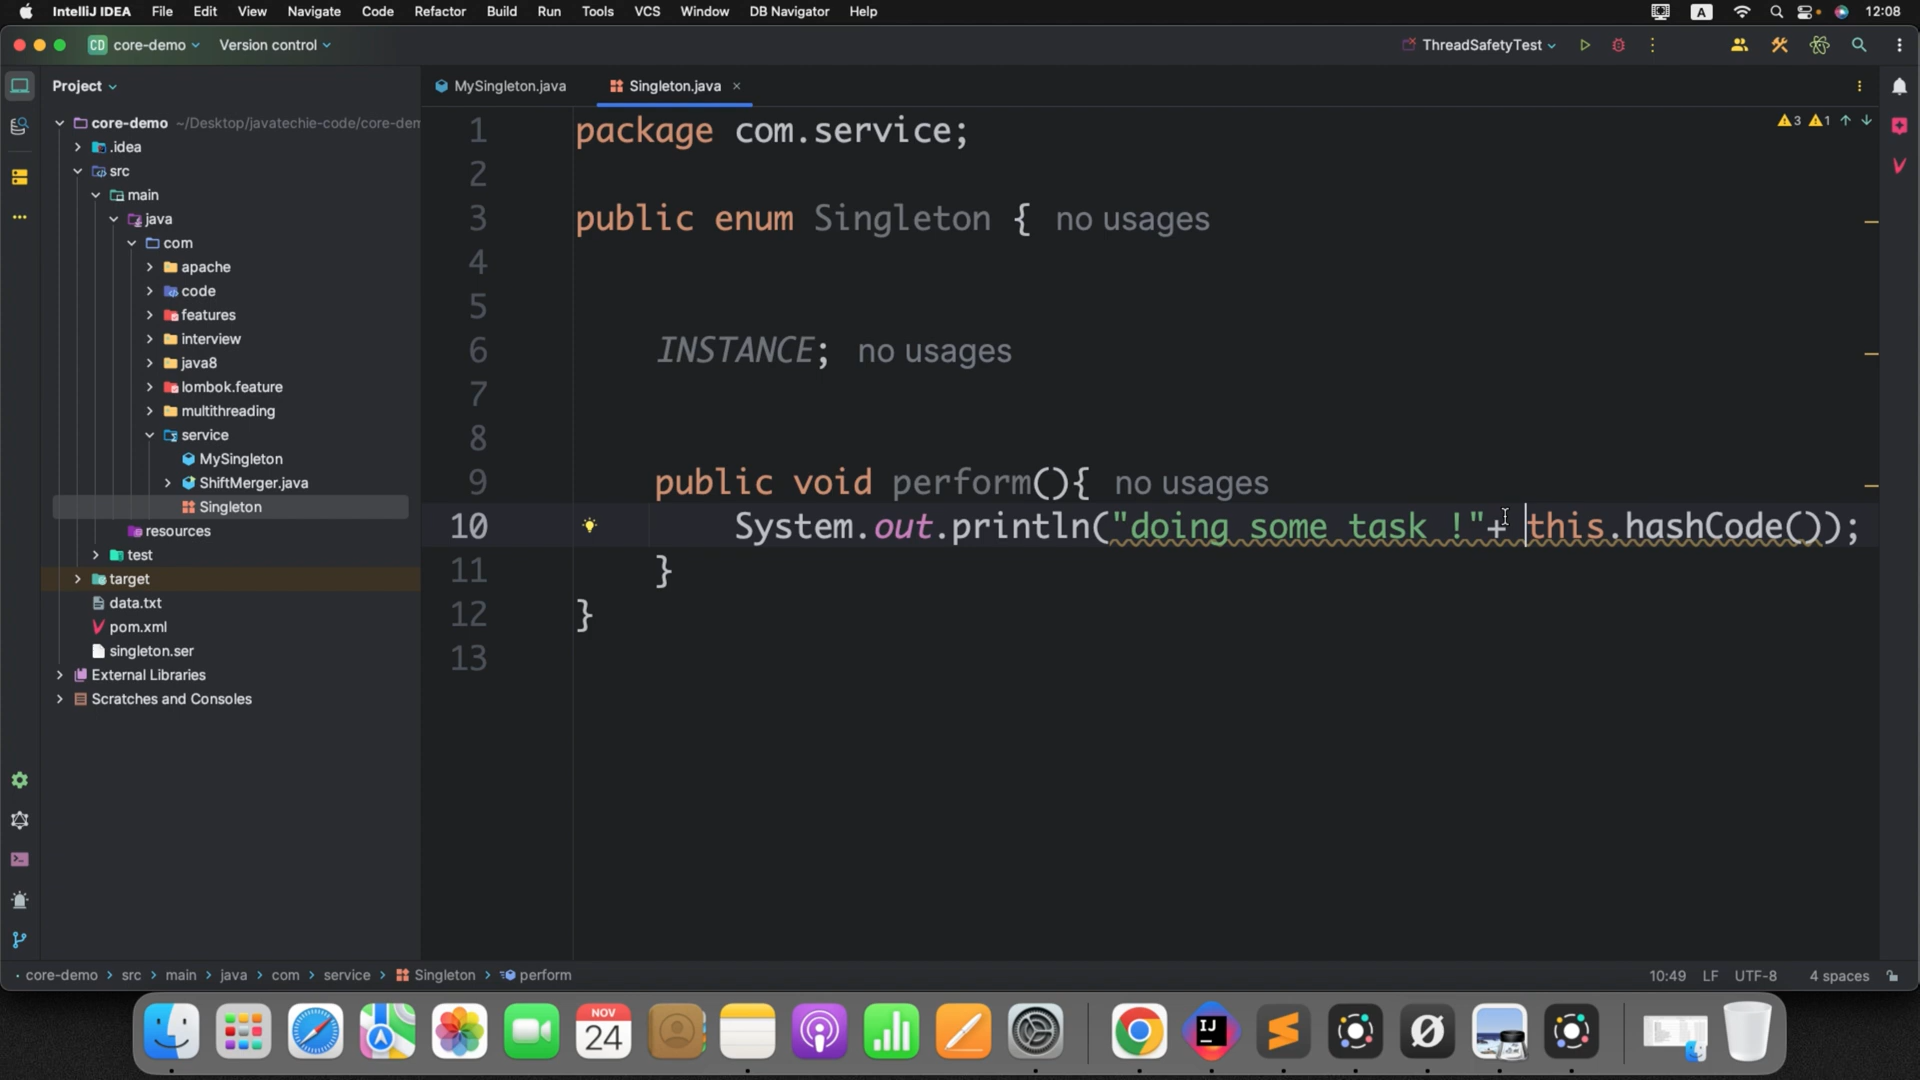 IntelliJ IDEA File Edit View Navigate Code Refactor Build Run Tools VCS Window DB Navigator Help A 12:08
CD core-demo Version control ThreadSafetyTest
Project MySingleton.java Singleton.java
core-demo ~/Desktop/javatechie-code/core-dem
.idea
src
main
java
com
apache
code
features
interview
java8
lombok.feature
multithreading
service
MySingleton
ShiftMerger.java
Singleton
resources
test
target
data.txt
pom.xml
singleton.ser
External Libraries
Scratches and Consoles
3 1
1 package com.service;
2
3 public enum Singleton { no usages
4
5
6 INSTANCE; no usages
7
8
9 public void perform(){ no usages
10 System.out.println("doing some task !"+ this.hashCode());
11 }
12 }
13
core-demo > src > main > java > com > service > Singleton > perform 10:49 LF UTF-8 4 spaces
NOV
24
IJ